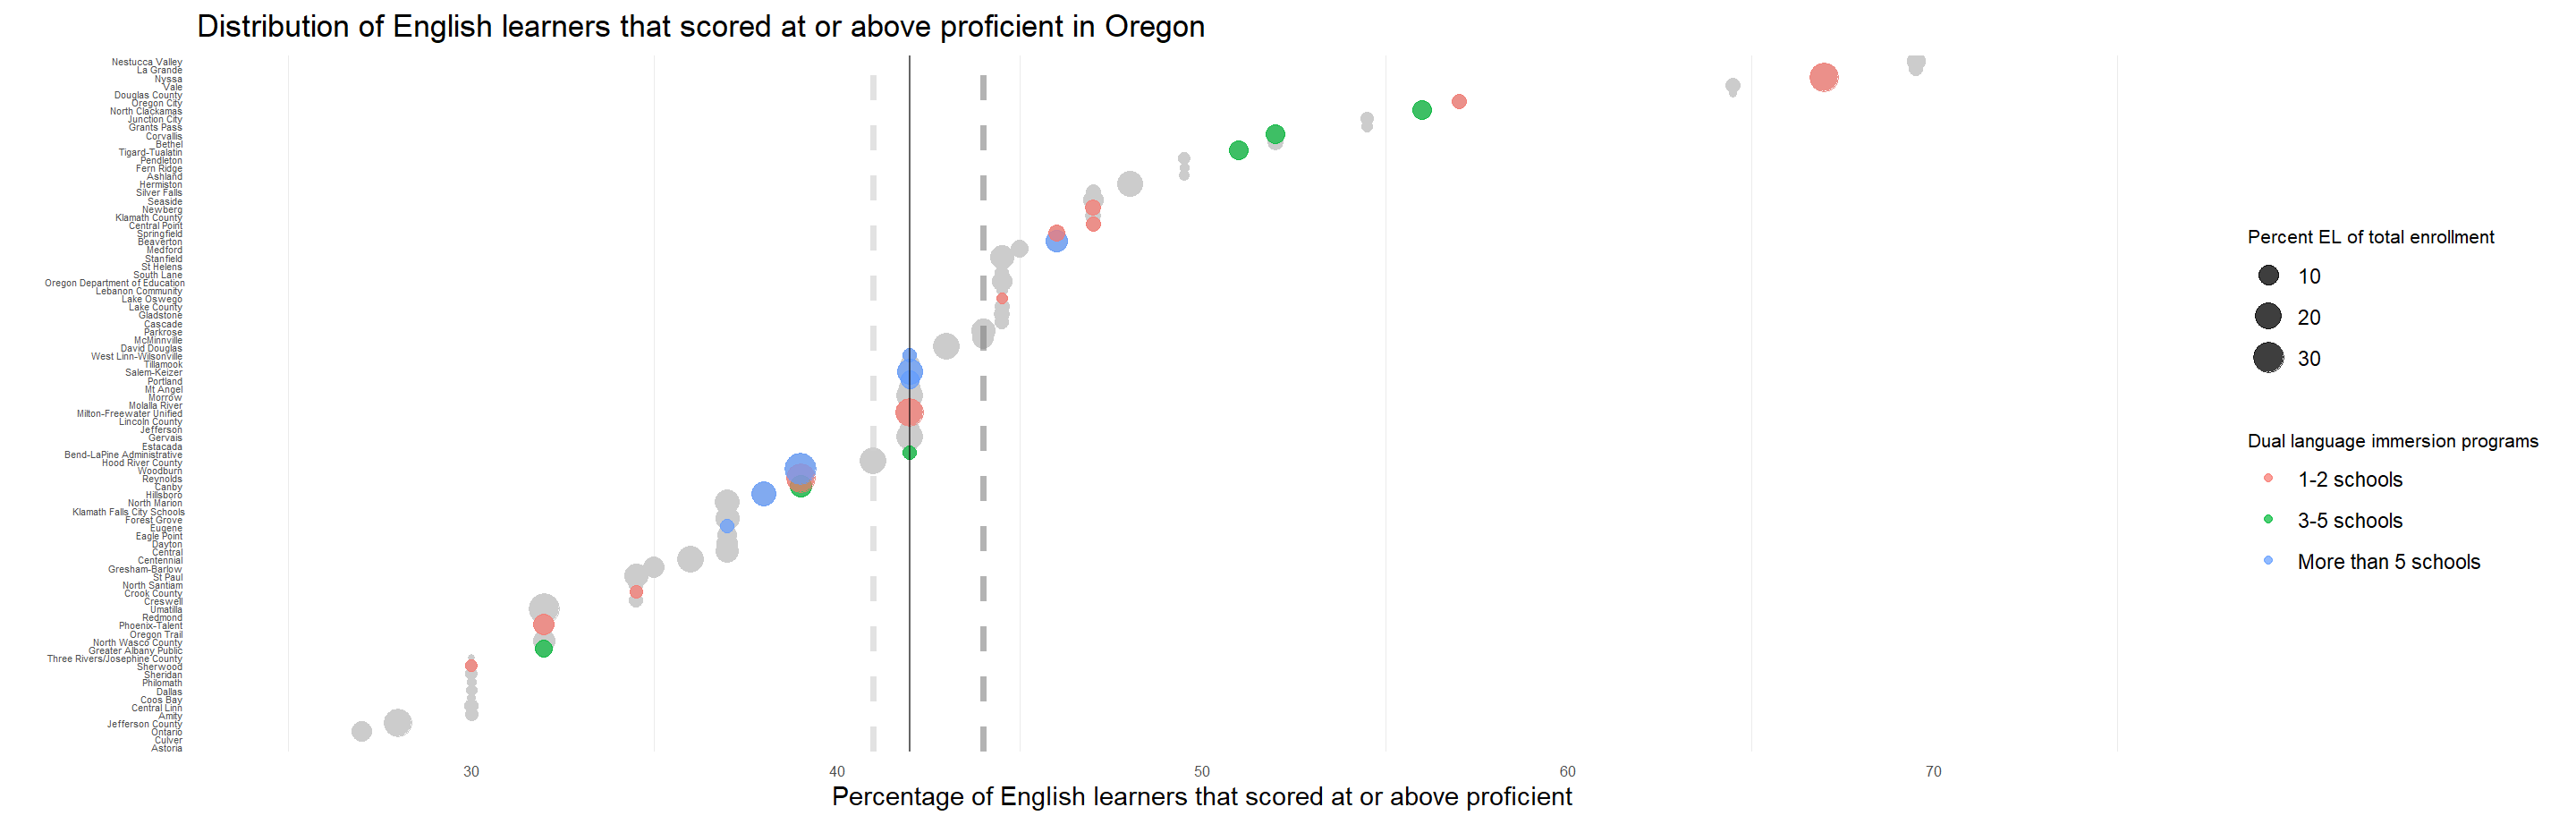 Distribution of English learners that scored at or above proficient in Oregon
Nestucca Valley
La Grande
Nyssa
Vale
Douglas County
Oregon City
North Clackamas
Junction City
Grants Pass
Corvallis
Bethel
Tigard-Tualatin
Pendleton
Fern Ridge
Ashland
Hermiston
Silver Falls
Seaside
Newberg
Klamath County
Central Point
Springfield
Beaverton
Medford
Stanfield
St Helens
South Lane
Oregon Department of Education
Lebanon Community
Lake Oswego
Lake County
Gladstone
Cascade
Parkrose
McMinnville
David Douglas
West Linn-Wilsonville
Tillamook
Salem-Keizer
Portland
Mt Angel
Morrow
Molalla River
Milton-Freewater Unified
Lincoln County
Jefferson
Gervais
Estacada
Bend-LaPine Administrative
Hood River County
Woodburn
Reynolds
Canby
Hillsboro
North Marion
Klamath Falls City Schools
Forest Grove
Eugene
Eagle Point
Dayton
Central
Centennial
Gresham-Barlow
St Paul
North Santiam
Crook County
Creswell
Umatilla
Redmond
Phoenix-Talent
Oregon Trail
North Wasco County
Greater Albany Public
Three Rivers/Josephine County
Sherwood
Sheridan
Philomath
Dallas
Coos Bay
Central Linn
Amity
Jefferson County
Ontario
Culver
Astoria
30 40 50 60 70
Percentage of English learners that scored at or above proficient
Percent EL of total enrollment
10
20
30
Dual language immersion programs
1-2 schools
3-5 schools
More than 5 schools